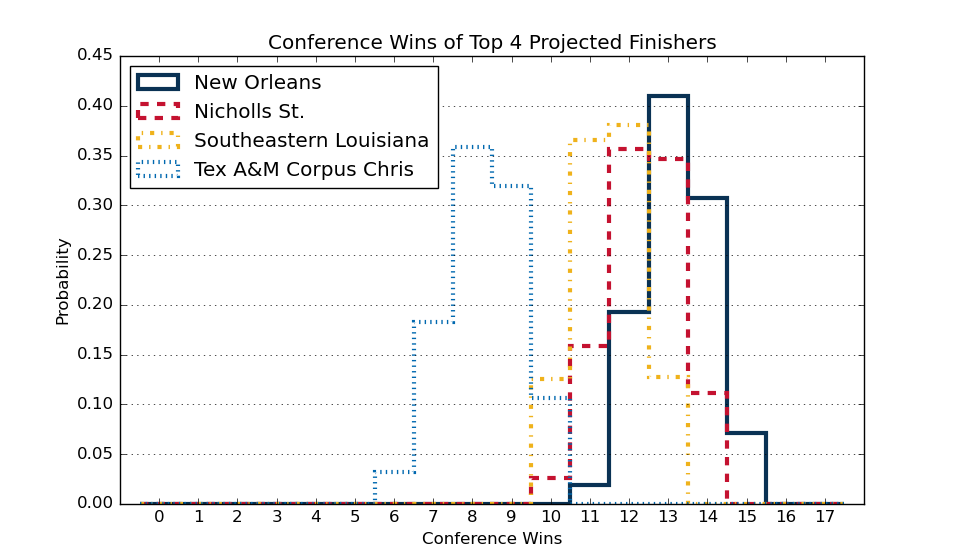 Conference Wins of Top 4 Projected Finishers
New Orleans
Nicholls St.
Southeastern Louisiana
Tex A&M Corpus Chris
Probability
0.45
0.40
0.35
0.30
0.25
0.20
0.15
0.10
0.05
0.00
0 1 2 3 4 5 6 7 8 9 10 11 12 13 14 15 16 17
Conference Wins